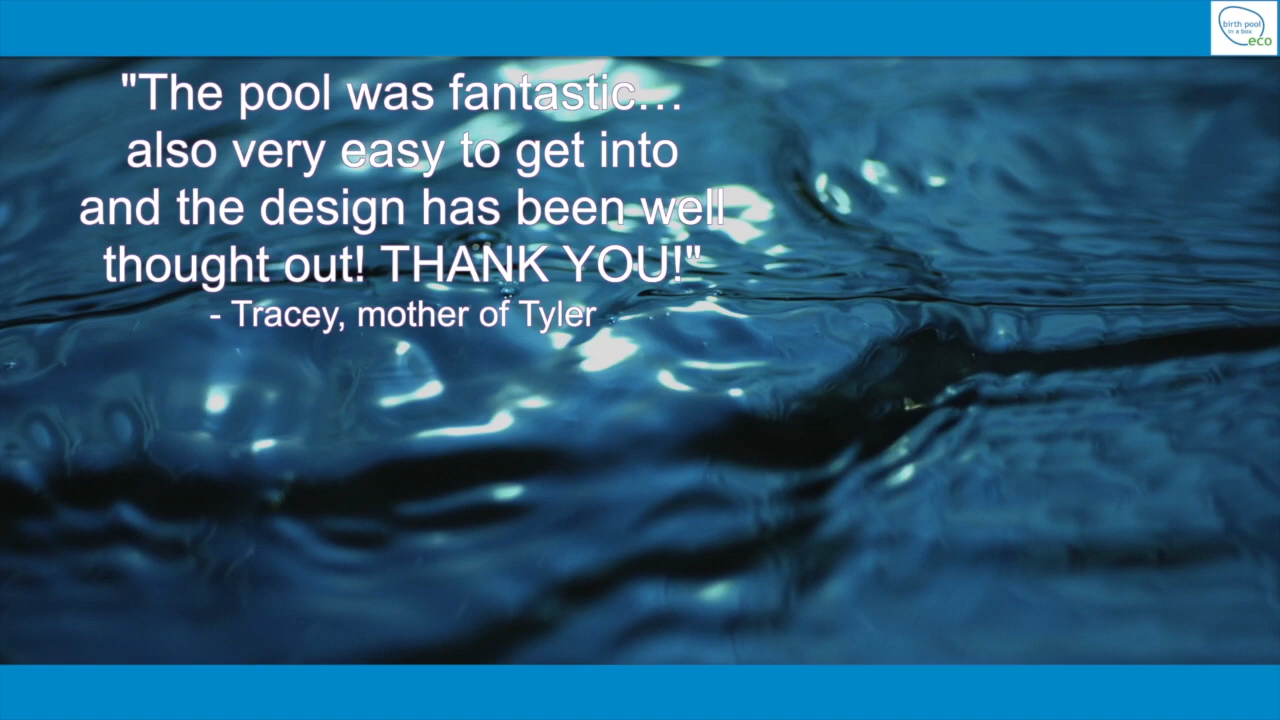 birth pool
in a box
eco
"The pool was fantastic…
also very easy to get into
and the design has been well
thought out! THANK YOU!"
- Tracey, mother of Tyler